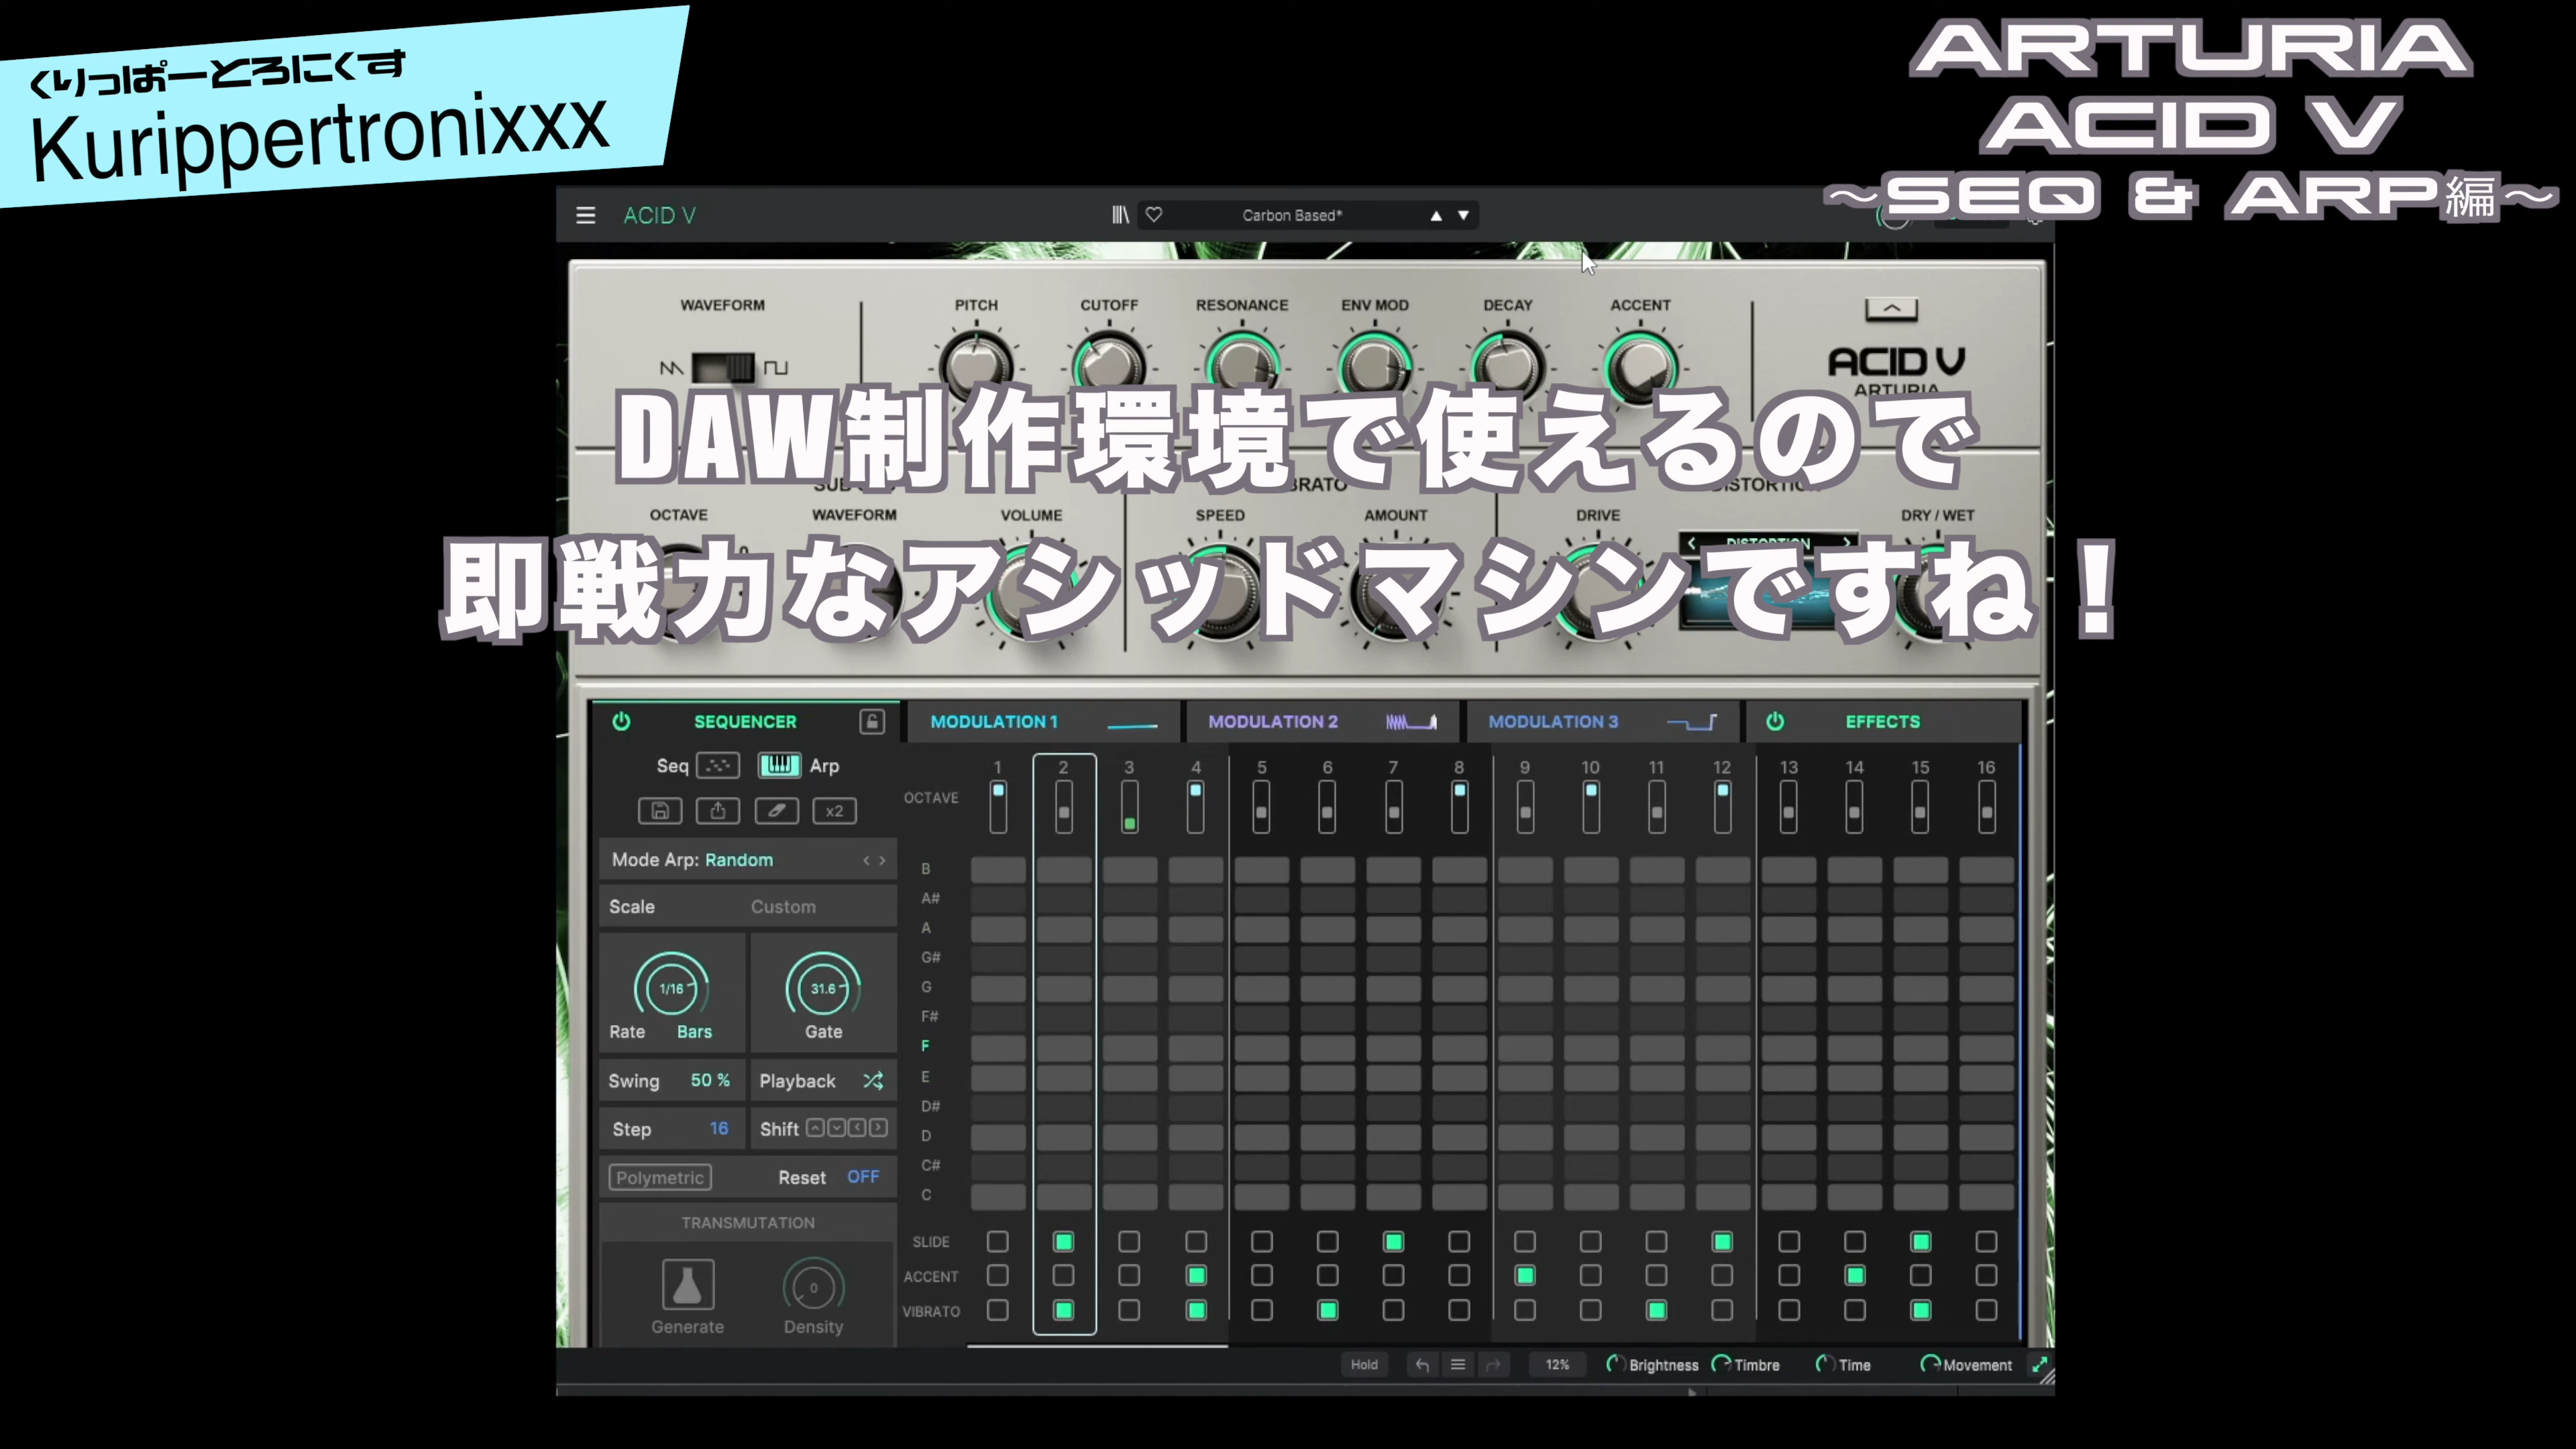 くりっぱーとろにくす
Kurippertronixxx
ARTURIA
ACID V
～SEQ & ARP編～
ACID V
Carbon Based*
WAVEFORM
PITCH CUTOFF RESONANCE ENV MOD DECAY ACCENT
ACID V
ARTURIA
DAW制作環境で使えるので
即戦力なアシッドマシンですね！
OCTAVE WAVEFORM VOLUME SPEED AMOUNT DRIVE DRY / WET
DISTORTION
SEQUENCER MODULATION 1 MODULATION 2 MODULATION 3 EFFECTS
Seq Arp
x2
Mode Arp: Random
Scale Custom
1/16 31.6
Rate Bars Gate
Swing 50 % Playback
Step 16 Shift
Polymetric Reset OFF
TRANSMUTATION
0
Generate Density
1 2 3 4 5 6 7 8 9 10 11 12 13 14 15 16
OCTAVE
B
A#
A
G#
G
F#
F
E
D#
D
C#
C
SLIDE
ACCENT
VIBRATO
Hold 12% Brightness Timbre Time Movement